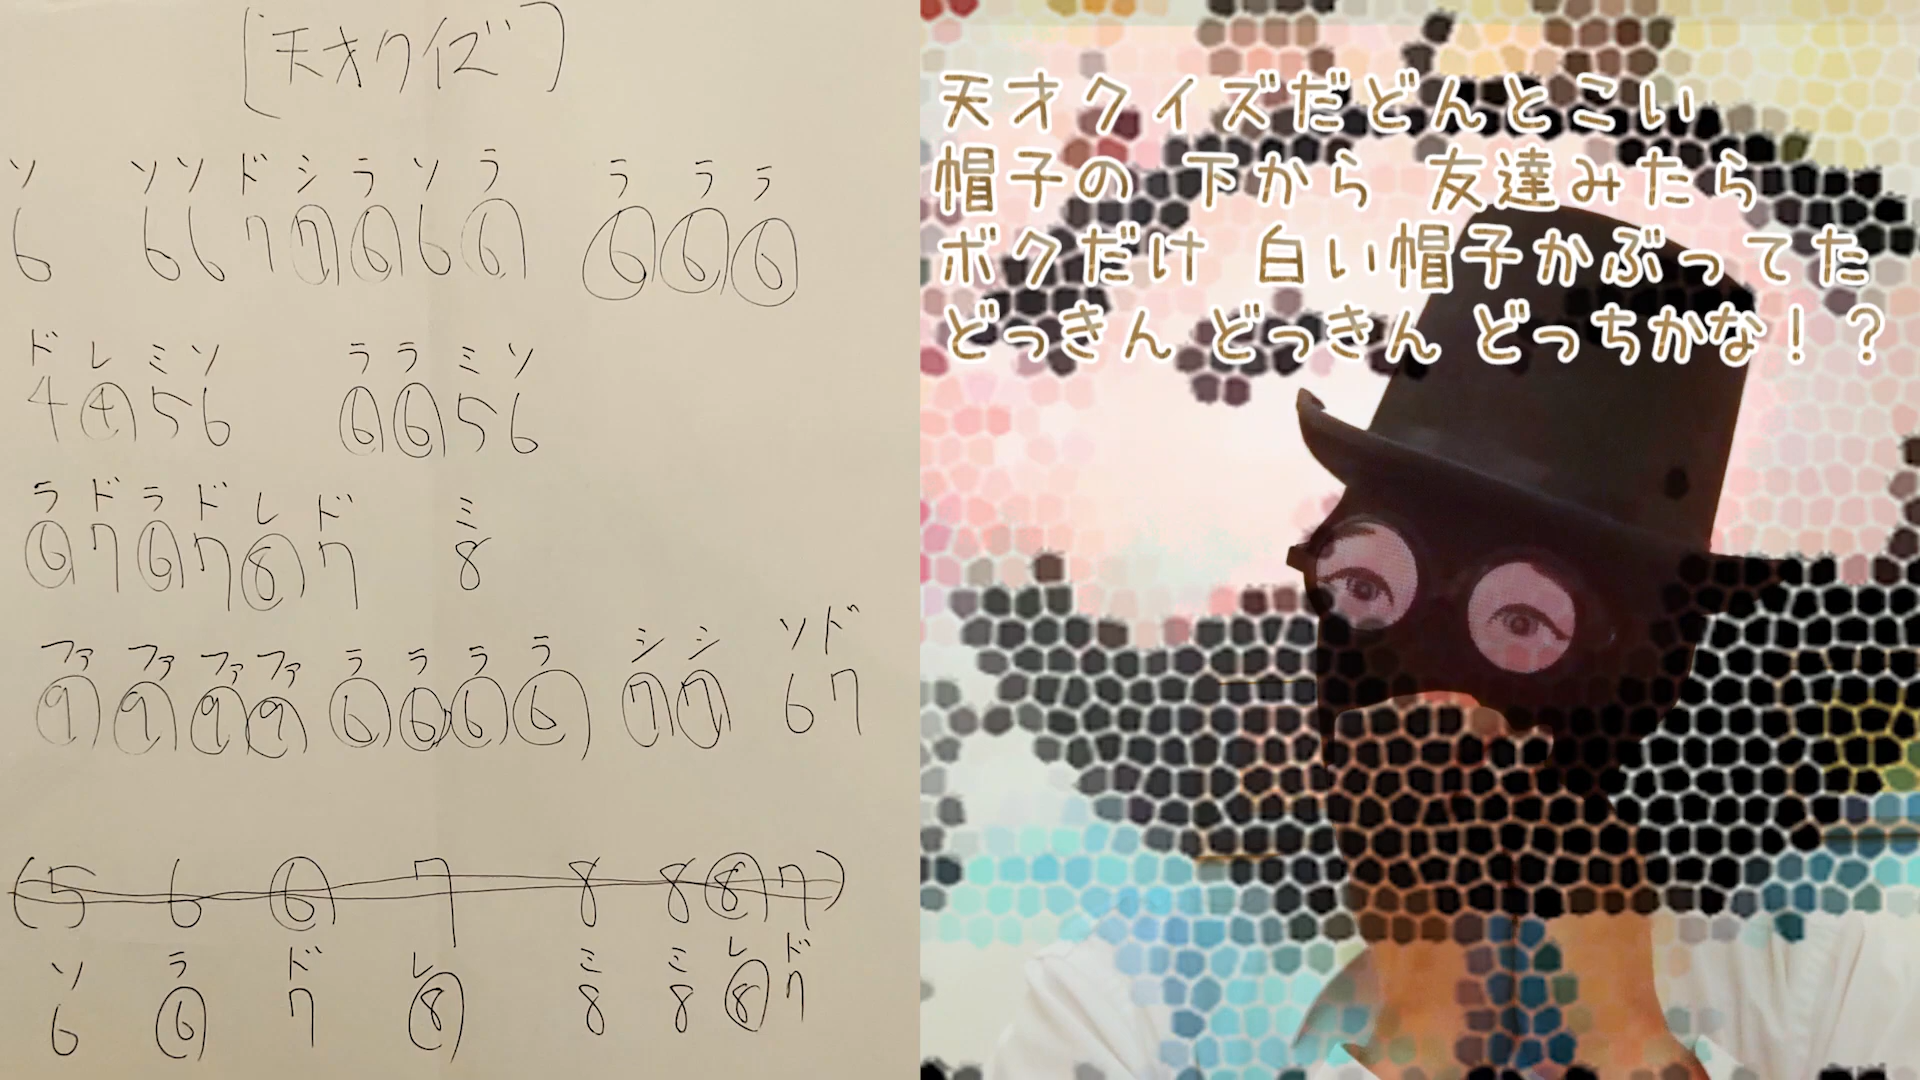 [天才クイズ]
ソ ソソドシラソラ ラララ
6 667⑦⑥6⑥ ⑥⑥⑥
ドレミソ ララミソ
4④56 ⑥⑥56
ラドラドレド ミ
⑥7⑥7⑧7 8
ファファファファララララ シシ ソド
⑨⑨⑨⑨⑥⑥⑥⑥ ⑦⑦ 67
(5 6 ⑥ 7 8 8⑧7)
ソ ラ ド レ ミ ミレド
6 ⑥ 7 ⑧ 8 8⑧7
天才クイズだどんとこい
帽子の 下から 友達みたら
ボクだけ 白い帽子かぶってた
どっきん どっきん どっちかな！？